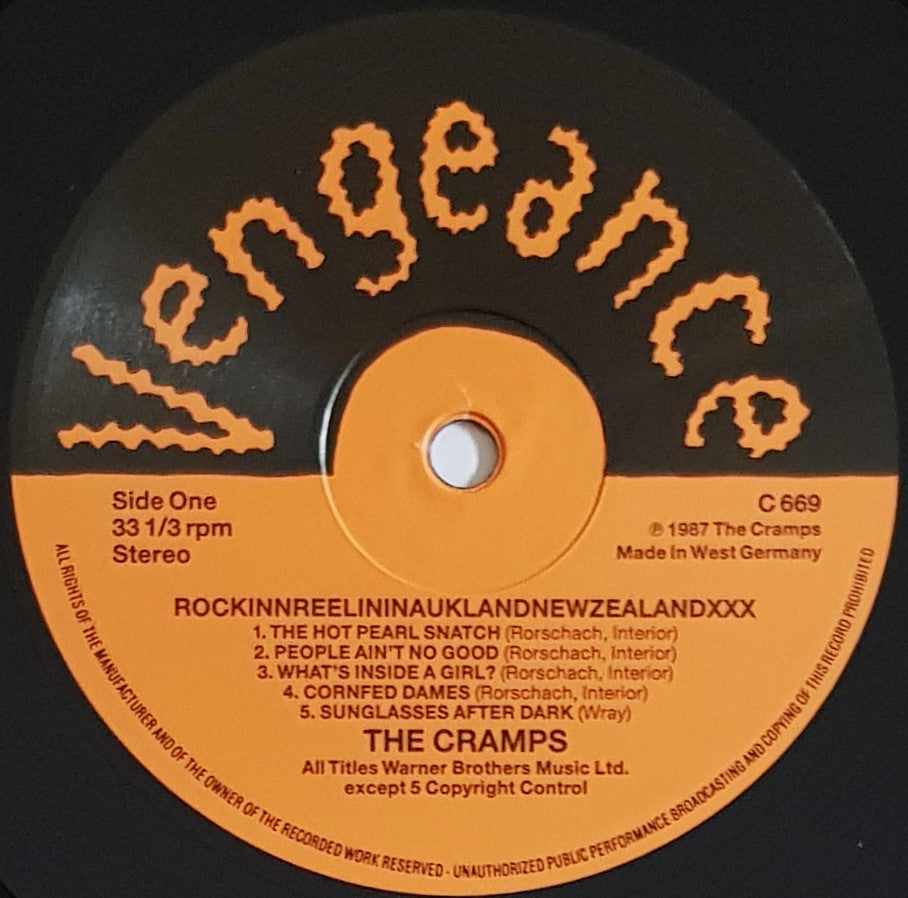 Vengeance
Side One
33 1/3 rpm
Stereo
C 669
℗ 1987 The Cramps
Made In West Germany
ROCKINNREELININAUKLANDNEWZEALANDXXX
1. THE HOT PEARL SNATCH (Rorschach, Interior)
2. PEOPLE AIN'T NO GOOD (Rorschach, Interior)
3. WHAT'S INSIDE A GIRL? (Rorschach, Interior)
4. CORNFED DAMES (Rorschach, Interior)
5. SUNGLASSES AFTER DARK (Wray)
THE CRAMPS
All Titles Warner Brothers Music Ltd.
except 5 Copyright Control
ALL RIGHTS OF THE MANUFACTURER AND OF THE OWNER OF THE RECORDED WORK RESERVED - UNAUTHORIZED PUBLIC PERFORMANCE BROADCASTING AND COPYING OF THIS RECORD PROHIBITED